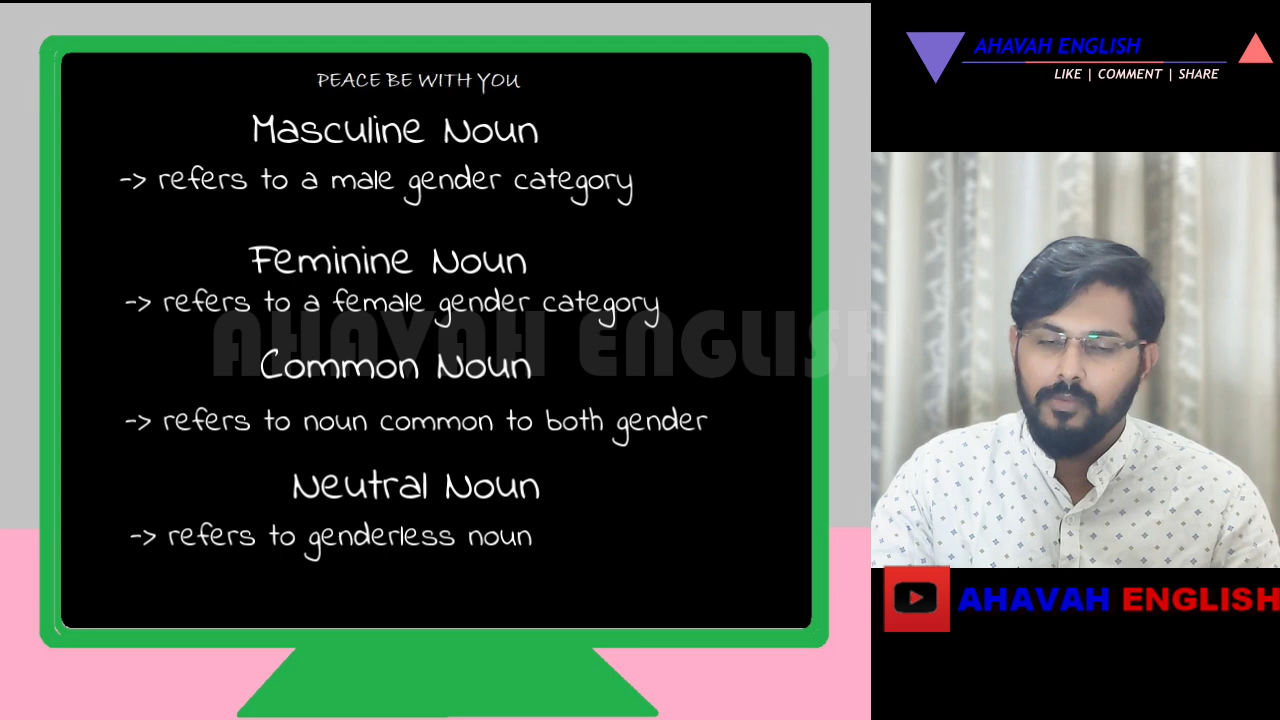 PEACE BE WITH YOU
Masculine Noun
-> refers to a male gender category
Feminine Noun
-> refers to a female gender category
AHAVAH ENGLISH
Common Noun
-> refers to noun common to both gender
Neutral Noun
-> refers to genderless noun
AHAVAH ENGLISH
LIKE | COMMENT | SHARE
AHAVAH ENGLISH